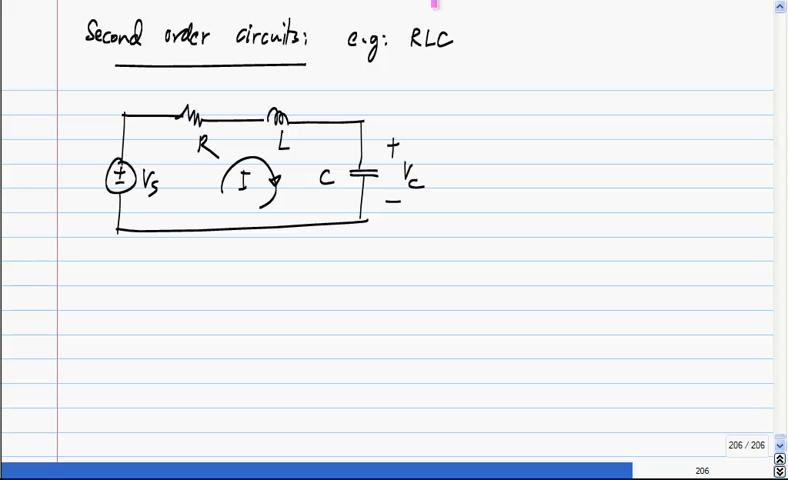 Second order circuits: e.g: RLC
R
L
+
Vs
I
C
Vc
+
-
206 / 206
206